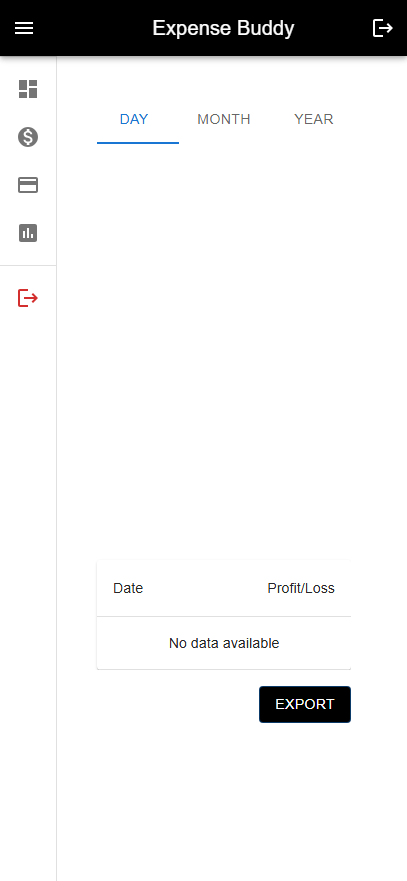 Expense Buddy
DAY MONTH YEAR
Date Profit/Loss
No data available
EXPORT